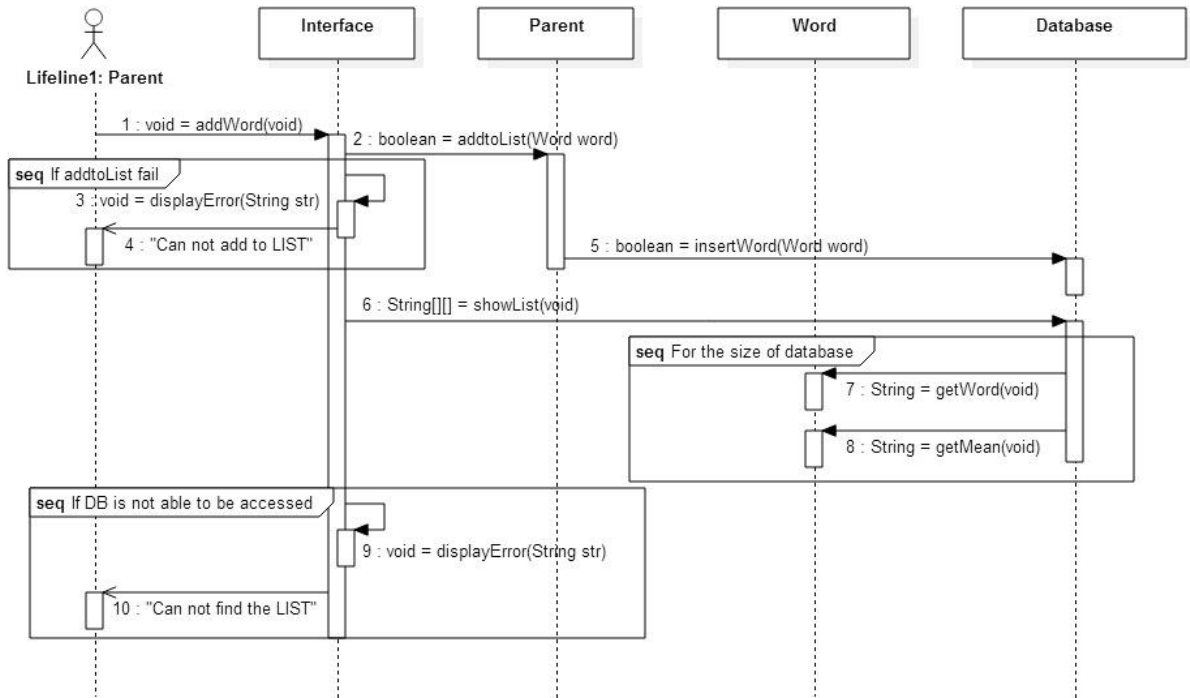 Interface
Parent
Word
Database
Lifeline1: Parent
1 : void = addWord(void)
2 : boolean = addtoList(Word word)
seq If addtoList fail
3 : void = displayError(String str)
4 : "Can not add to LIST"
5 : boolean = insertWord(Word word)
6 : String[][] = showList(void)
seq For the size of database
7 : String = getWord(void)
8 : String = getMean(void)
seq If DB is not able to be accessed
9 : void = displayError(String str)
10 : "Can not find the LIST"